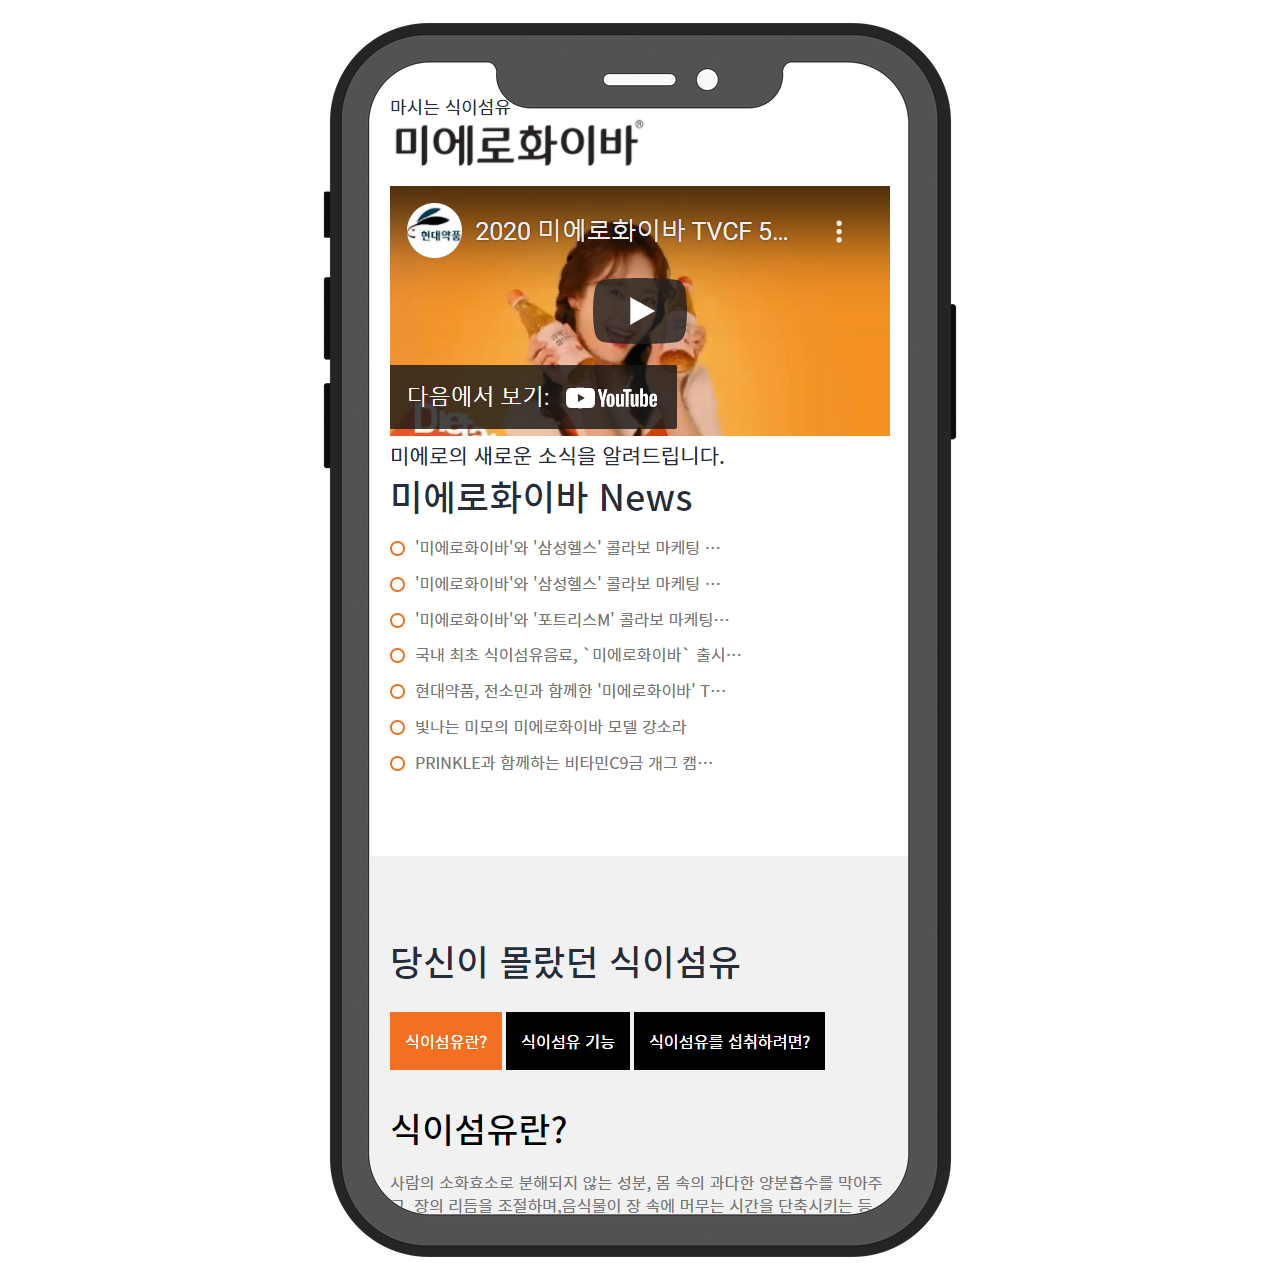 마시는 식이섬유
미에로화이바®
현대약품
2020 미에로화이바 TVCF 5...
다음에서 보기: YouTube
미에로의 새로운 소식을 알려드립니다.
미에로화이바 News
'미에로화이바'와 '삼성헬스' 콜라보 마케팅 …
'미에로화이바'와 '삼성헬스' 콜라보 마케팅 …
'미에로화이바'와 '포트리스M' 콜라보 마케팅…
국내 최초 식이섬유음료, `미에로화이바` 출시…
현대약품, 전소민과 함께한 '미에로화이바' T…
빛나는 미모의 미에로화이바 모델 강소라
PRINKLE과 함께하는 비타민C9금 개그 캠…
당신이 몰랐던 식이섬유
식이섬유란? 식이섬유 기능 식이섬유를 섭취하려면?
식이섬유란?
사람의 소화효소로 분해되지 않는 성분, 몸 속의 과다한 양분흡수를 막아주
장의 리듬을 조절하며,음식물이 장 속에 머무는 시간을 단축시키는 등